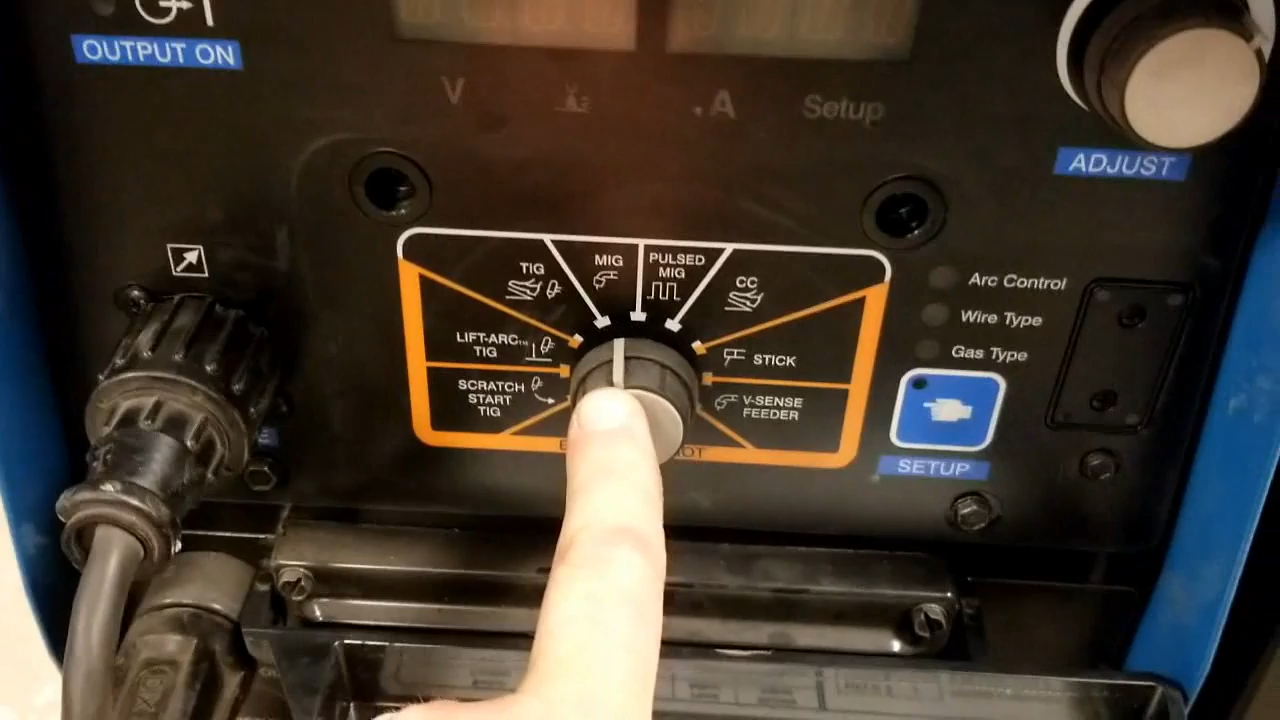 OUTPUT ON
V
A
Setup
ADJUST
TIG
MIG
PULSED
MIG
CC
LIFT-ARC™
TIG
STICK
SCRATCH
START
TIG
V-SENSE
FEEDER
Arc Control
Wire Type
Gas Type
SETUP